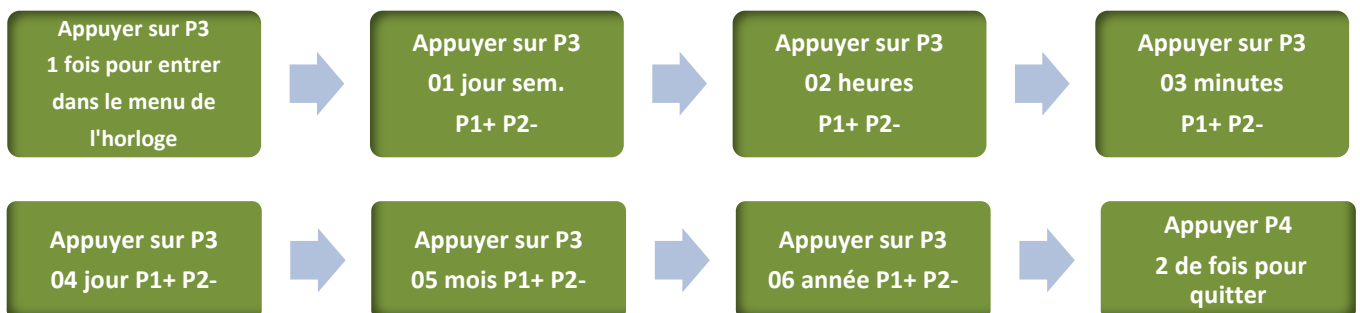 Appuyer sur P3
1 fois pour entrer
dans le menu de
l'horloge
Appuyer sur P3
01 jour sem.
P1+ P2-
Appuyer sur P3
02 heures
P1+ P2-
Appuyer sur P3
03 minutes
P1+ P2-
Appuyer sur P3
04 jour P1+ P2-
Appuyer sur P3
05 mois P1+ P2-
Appuyer sur P3
06 année P1+ P2-
Appuyer P4
2 de fois pour
quitter